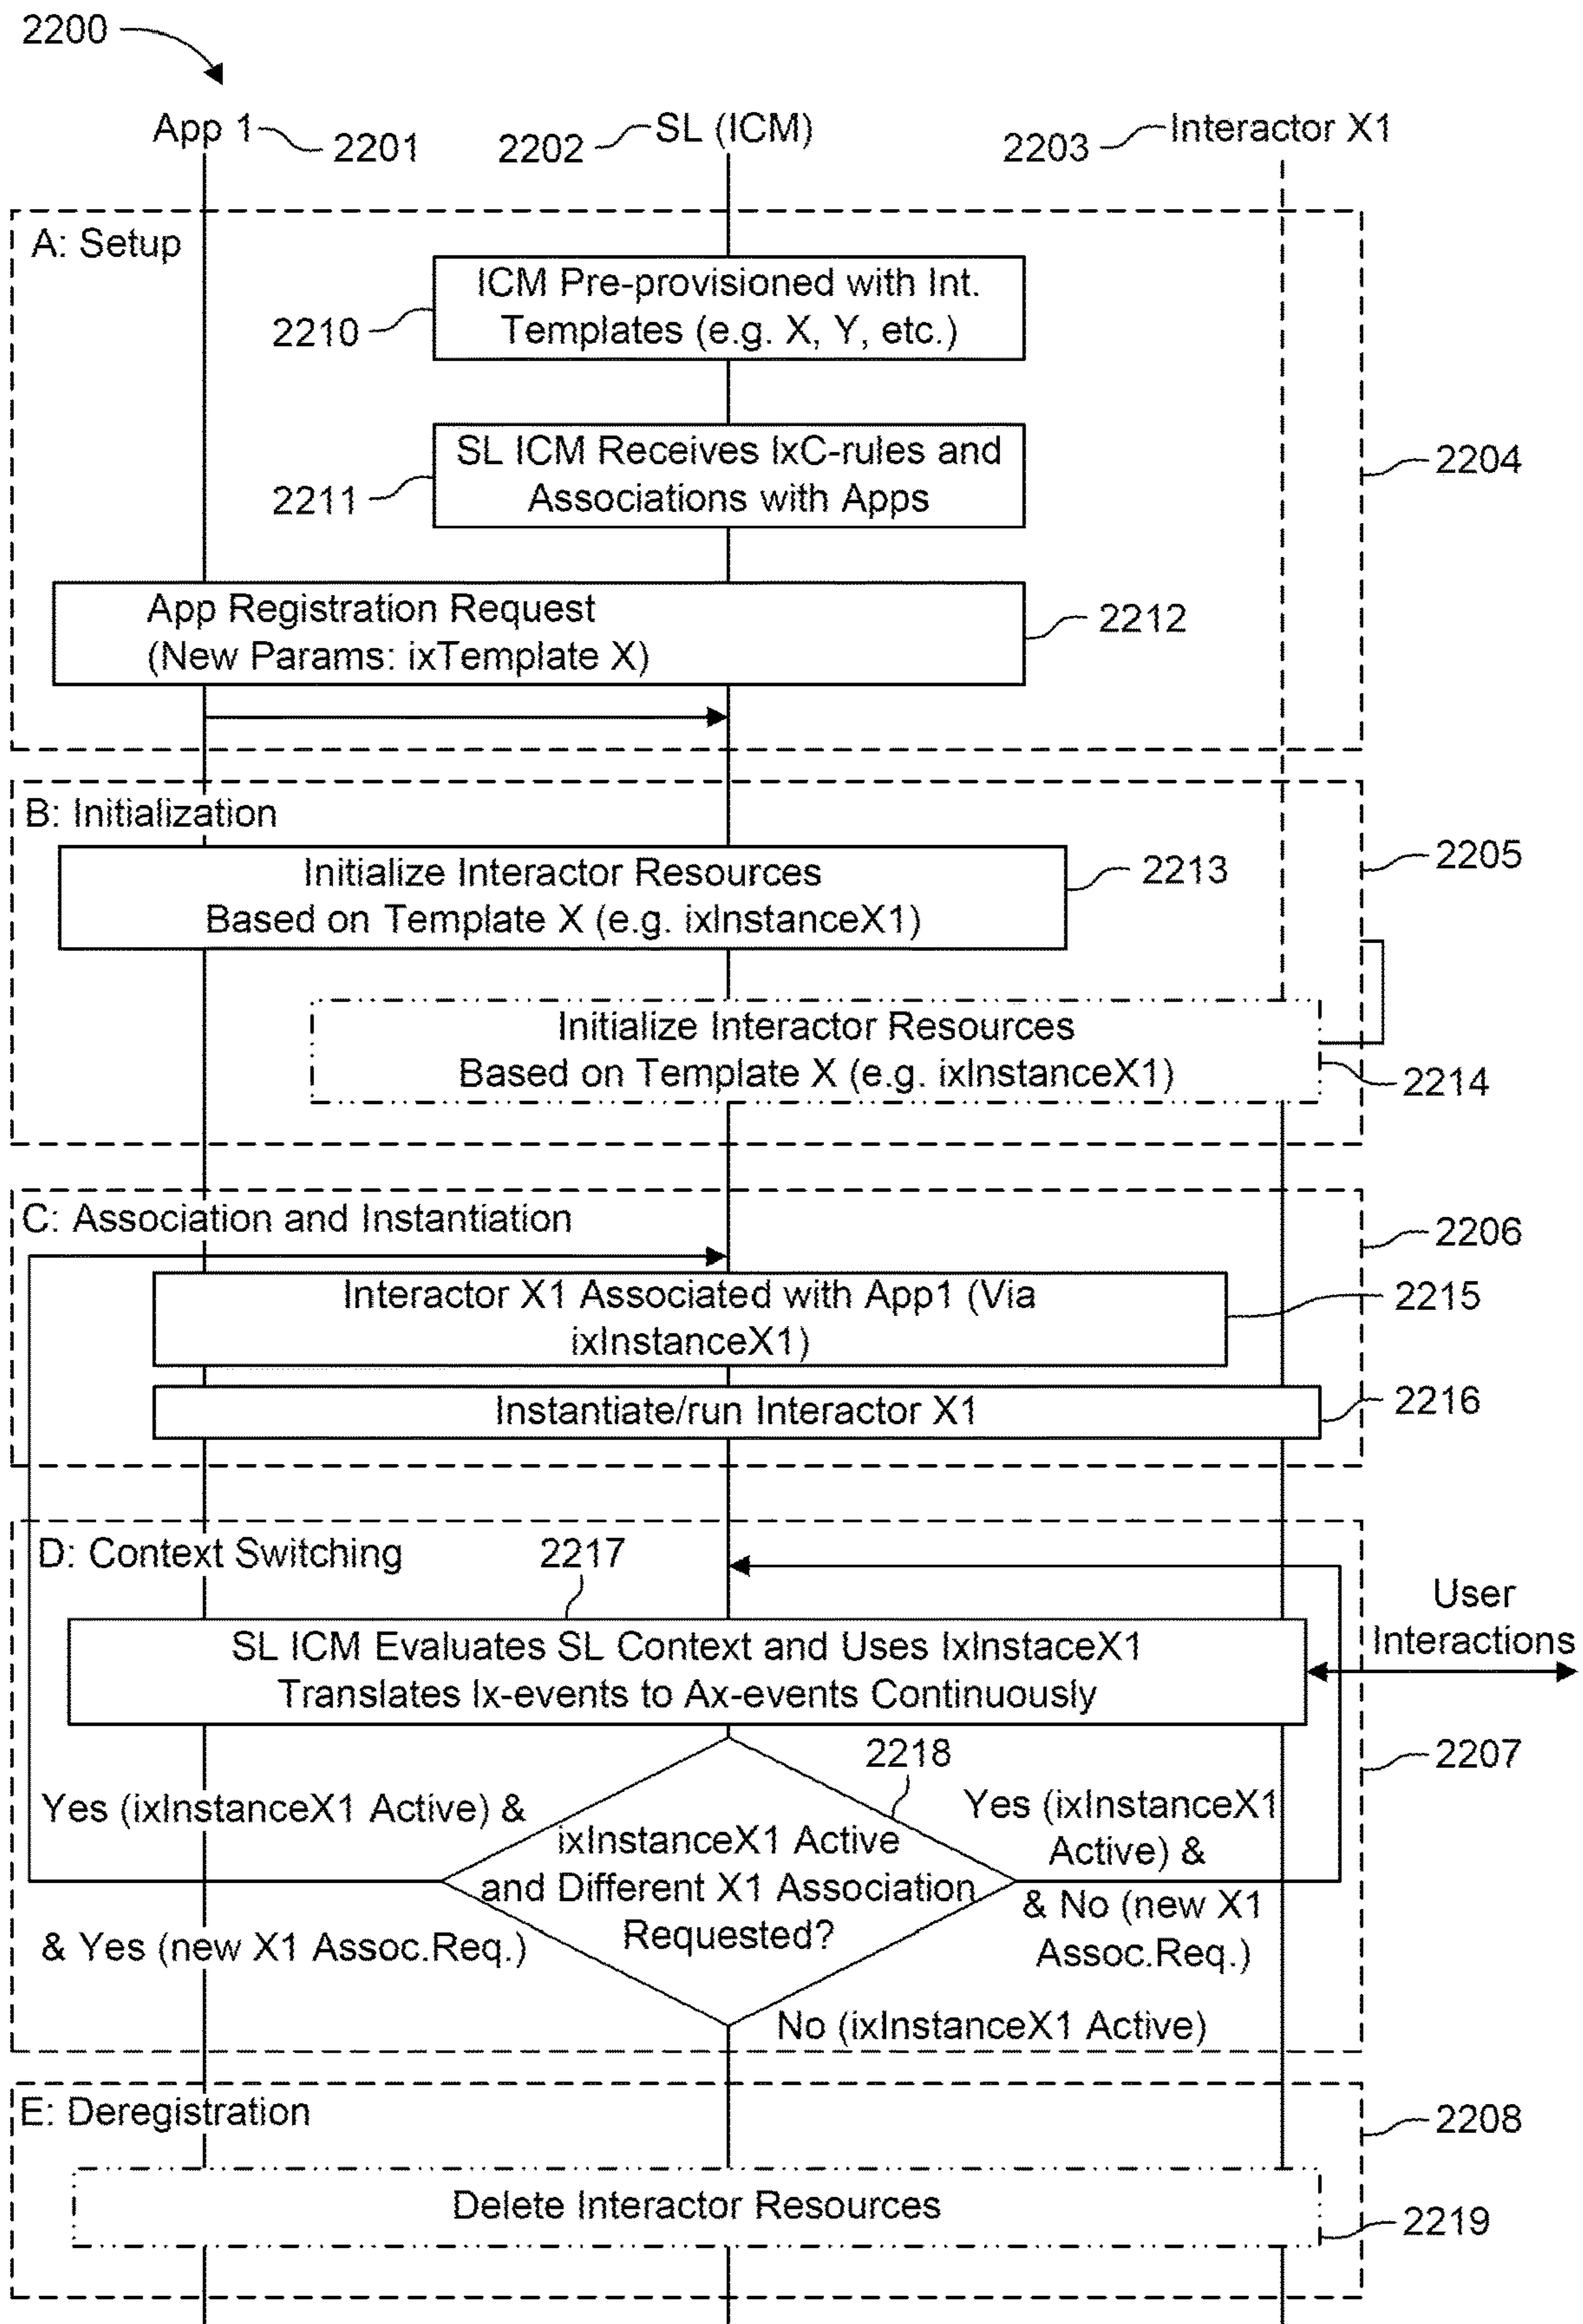 2200
App 1
2201
2202
SL (ICM)
2203
Interactor X1
A: Setup
ICM Pre-provisioned with Int.
Templates (e.g. X, Y, etc.)
2210
SL ICM Receives IxC-rules and
Associations with Apps
2211
2204
App Registration Request
(New Params: ixTemplate X)
2212
B: Initialization
2205
Initialize Interactor Resources
Based on Template X (e.g. ixInstanceX1)
2213
Initialize Interactor Resources
Based on Template X (e.g. ixInstanceX1)
2214
C: Association and Instantiation
2206
Interactor X1 Associated with App1 (Via
ixInstanceX1)
2215
Instantiate/run Interactor X1
2216
D: Context Switching
2217
User
Interactions
SL ICM Evaluates SL Context and Uses IxInstaceX1
Translates Ix-events to Ax-events Continuously
2218
2207
Yes (ixInstanceX1 Active) &
& Yes (new X1 Assoc.Req.)
ixInstanceX1 Active
and Different X1 Association
Requested?
Yes (ixInstanceX1
Active) &
& No (new X1
Assoc.Req.)
No (ixInstanceX1 Active)
E: Deregistration
2208
Delete Interactor Resources
2219